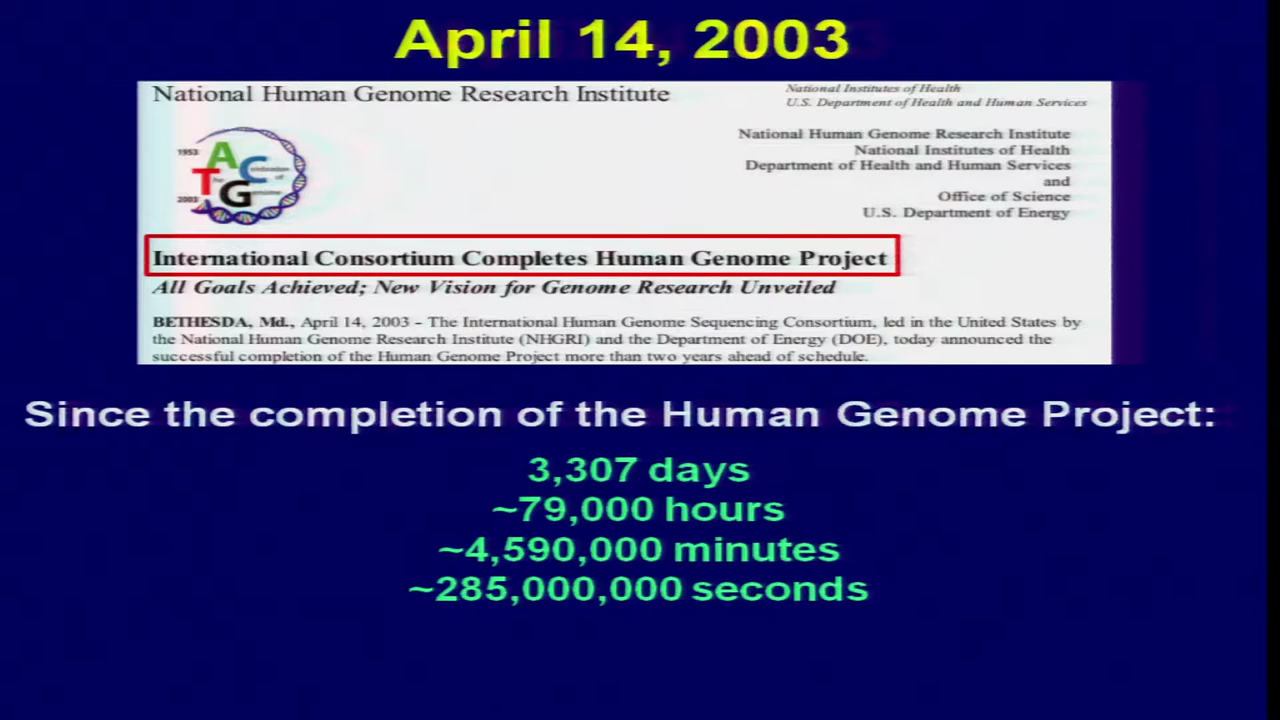 April 14, 2003
National Human Genome Research Institute
National Institutes of Health
U.S. Department of Health and Human Services
National Human Genome Research Institute
National Institutes of Health
Department of Health and Human Services
and
Office of Science
U.S. Department of Energy
1953
A
C
T
G
of
2003
International Consortium Completes Human Genome Project
All Goals Achieved; New Vision for Genome Research Unveiled
BETHESDA, Md., April 14, 2003 – The International Human Genome Sequencing Consortium, led in the United States by
the National Human Genome Research Institute (NHGRI) and the Department of Energy (DOE), today announced the
successful completion of the Human Genome Project more than two years ahead of schedule.
Since the completion of the Human Genome Project:
3,307 days
~79,000 hours
~4,590,000 minutes
~285,000,000 seconds